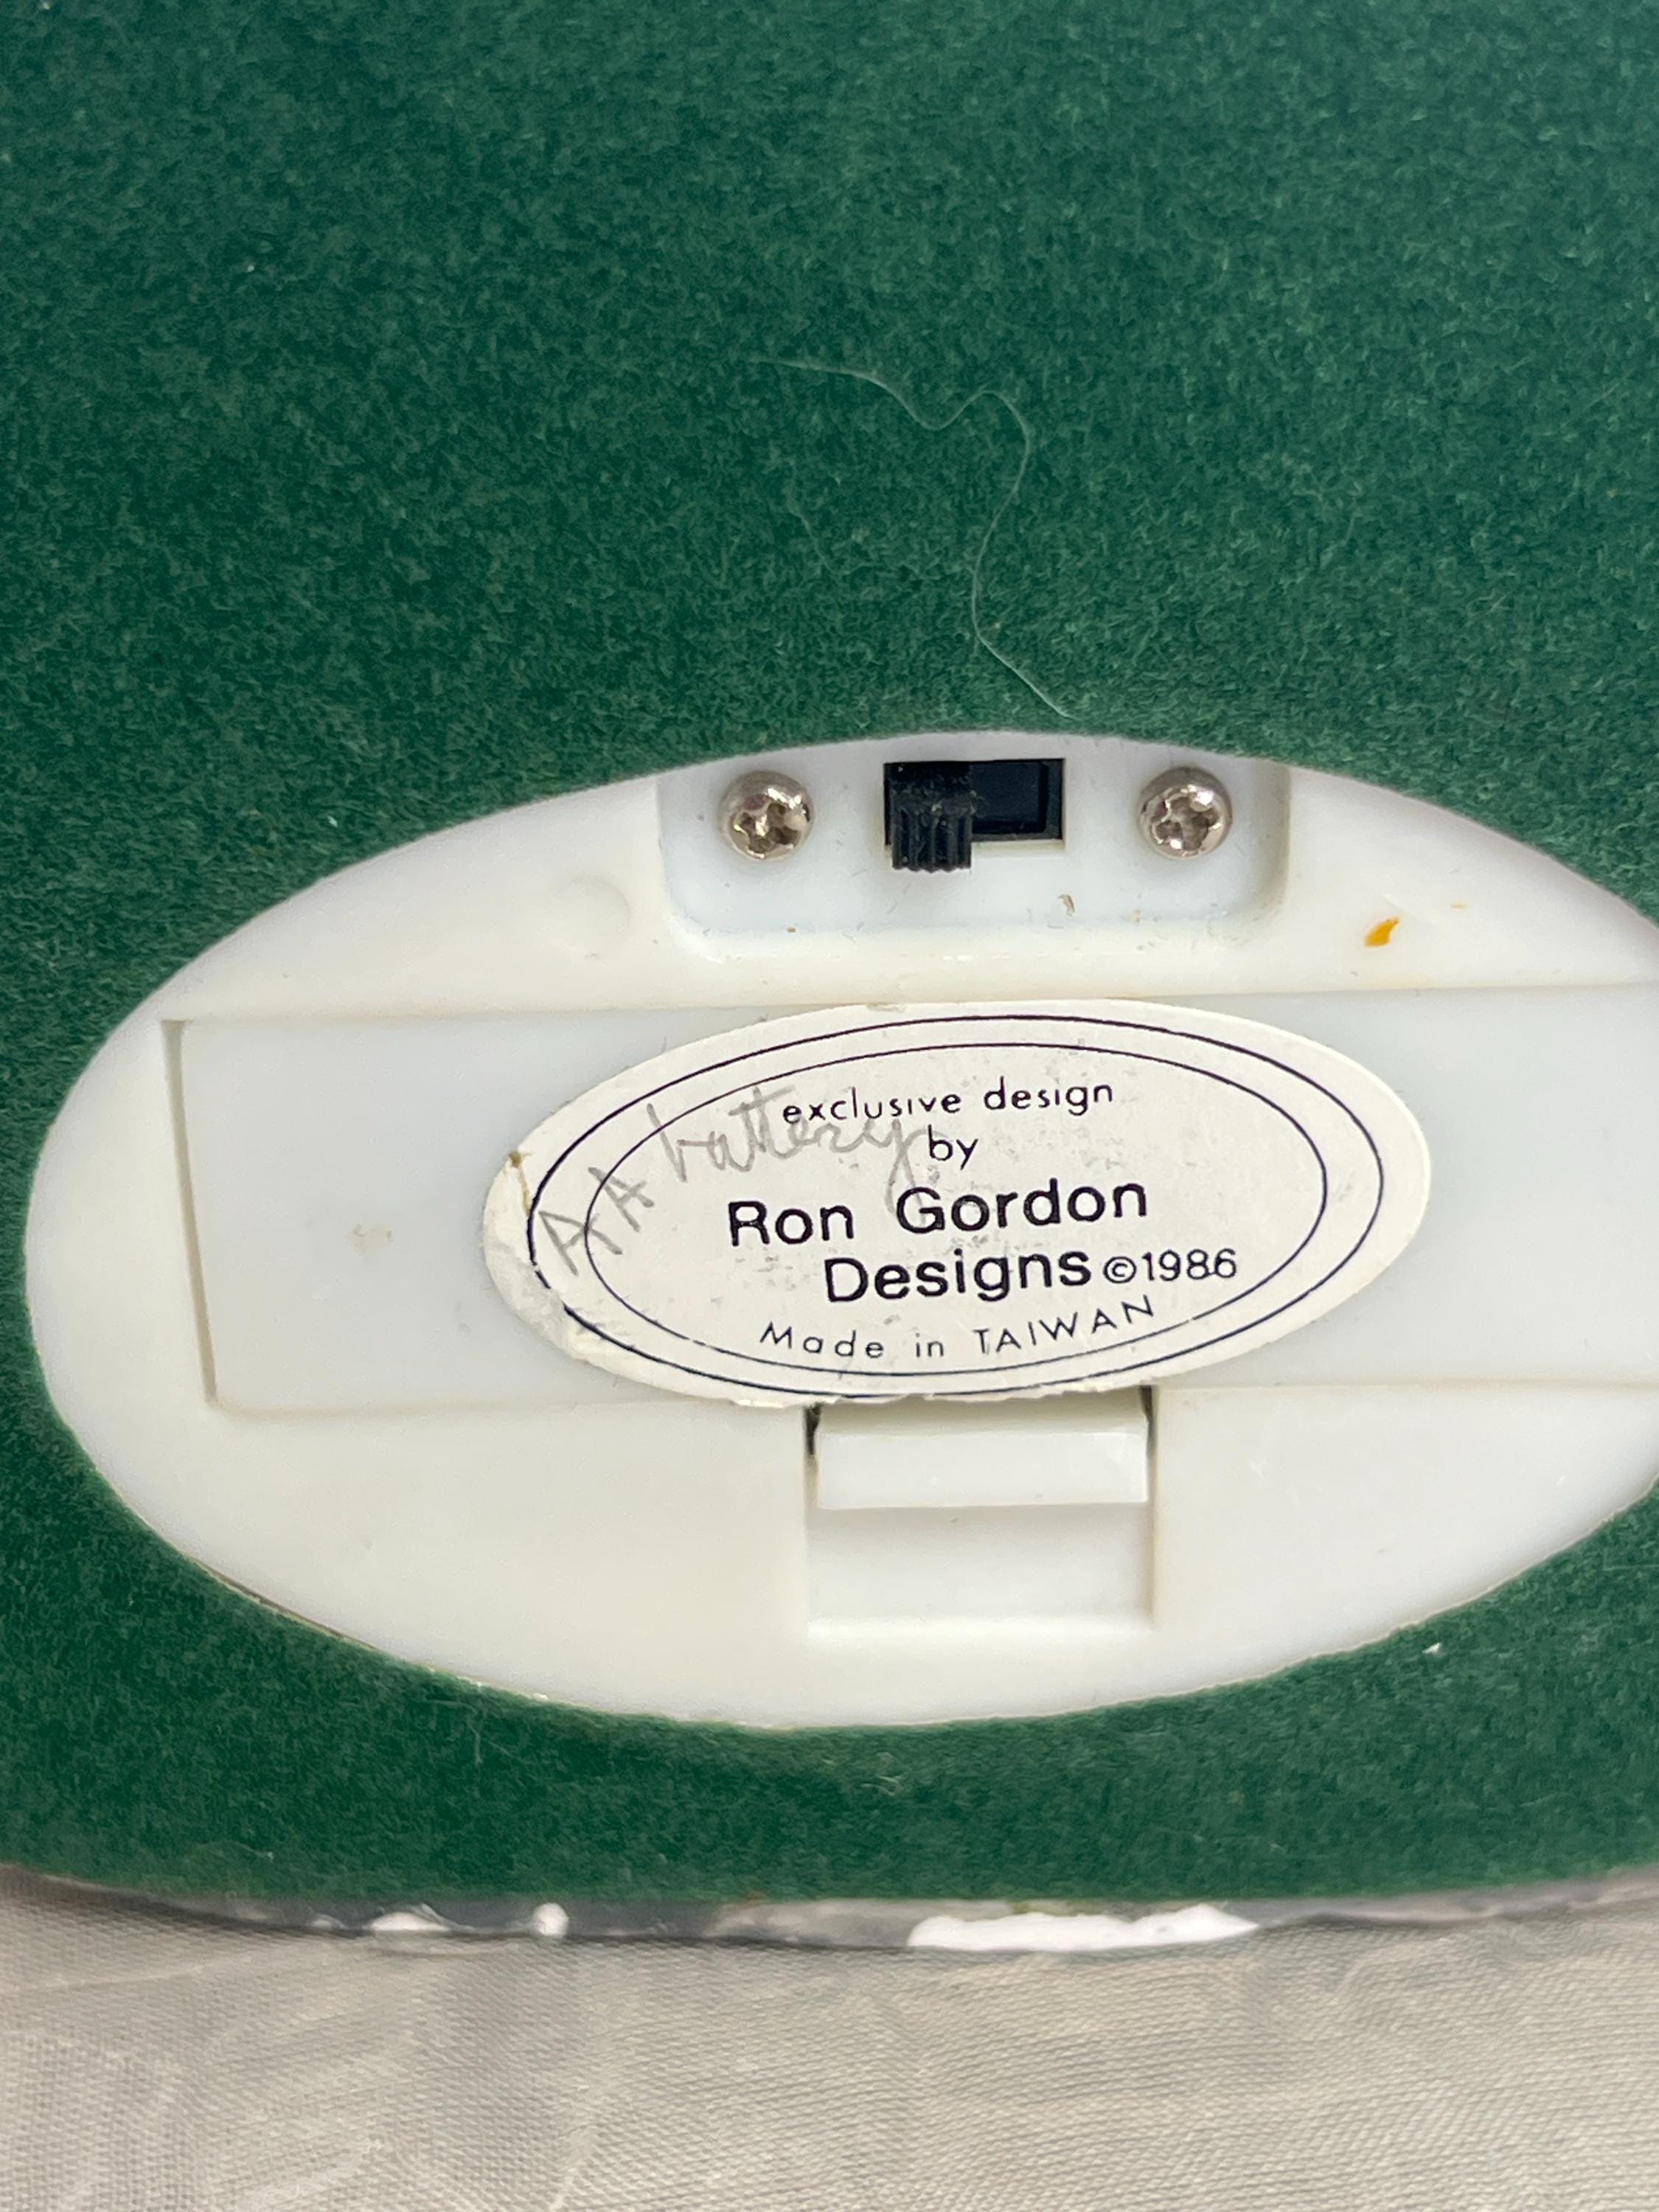 AA battery
exclusive design
by
Ron Gordon
Designs ©1986
Made in TAIWAN